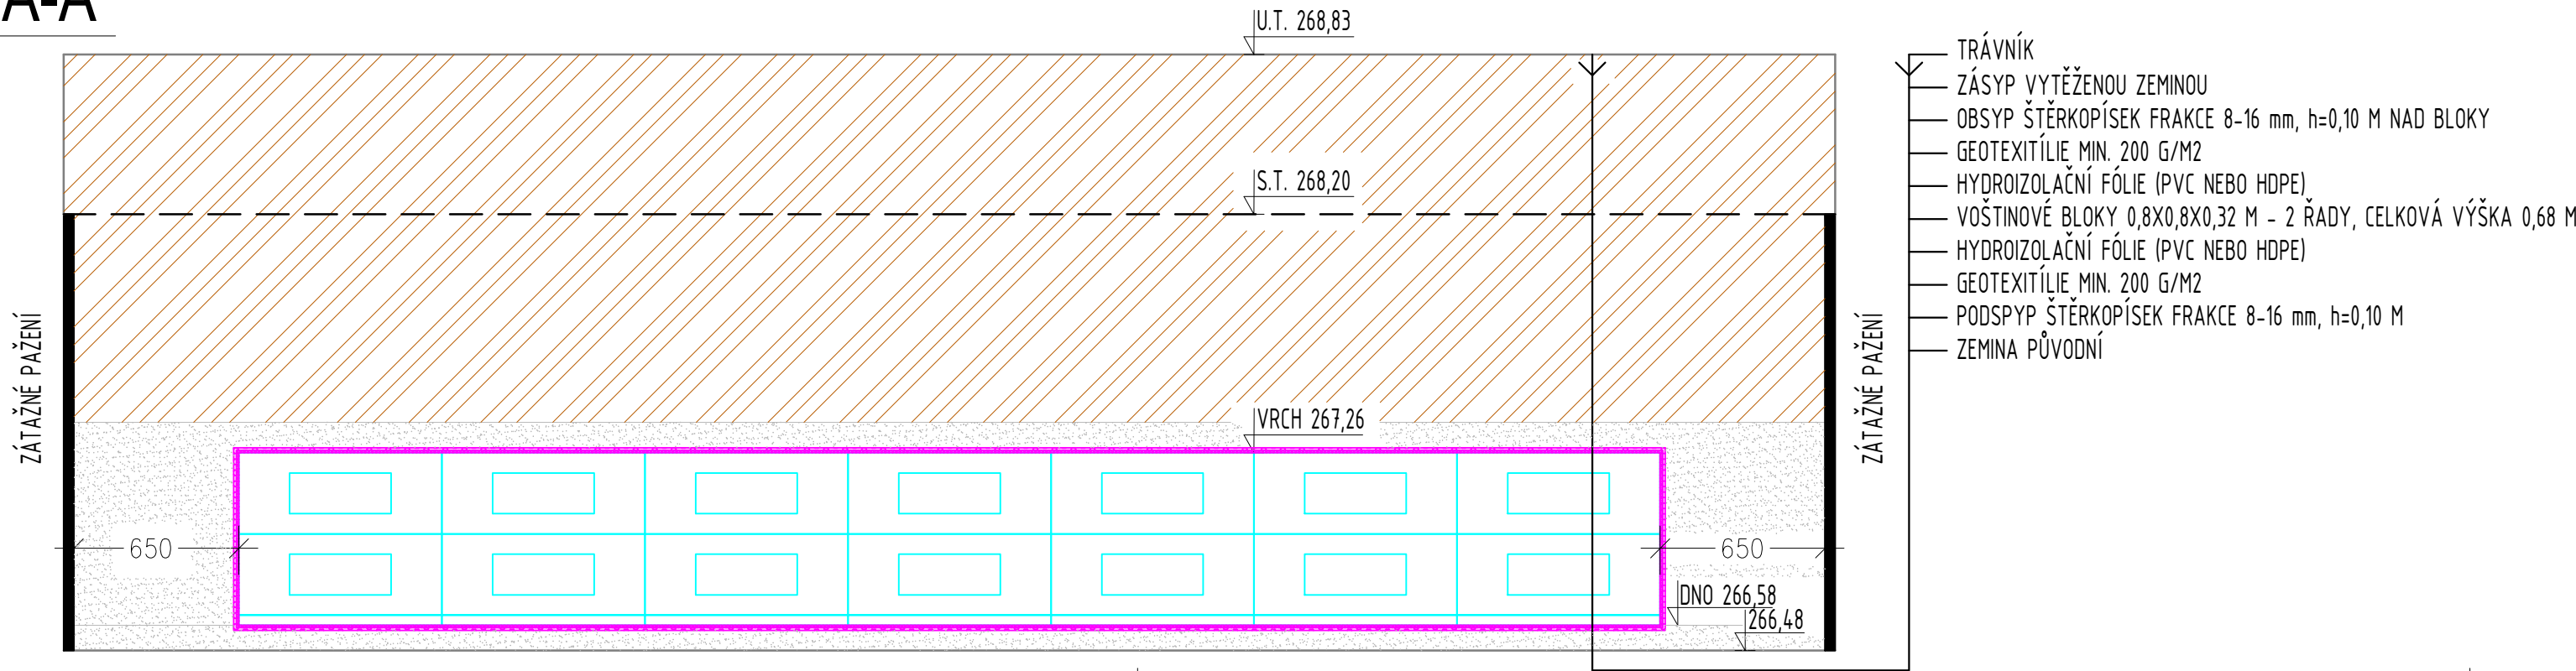 A-A
U.T. 268,83
TRÁVNÍK
ZÁSYP VYTĚŽENOU ZEMINOU
OBSYP ŠTĚRKOPÍSEK FRAKCE 8-16 mm, h=0,10 M NAD BLOKY
GEOTEXITÍLIE MIN. 200 G/M2
HYDROIZOLAČNÍ FÓLIE (PVC NEBO HDPE)
VOŠTINOVÉ BLOKY 0,8X0,8X0,32 M - 2 ŘADY, CELKOVÁ VÝŠKA 0,68 M
HYDROIZOLAČNÍ FÓLIE (PVC NEBO HDPE)
GEOTEXITÍLIE MIN. 200 G/M2
PODSPYP ŠTĚRKOPÍSEK FRAKCE 8-16 mm, h=0,10 M
ZEMINA PŮVODNÍ
S.T. 268,20
ZÁTAŽNÉ PAŽENÍ
ZÁTAŽNÉ PAŽENÍ
VRCH 267,26
650
650
DNO 266,58
266,48